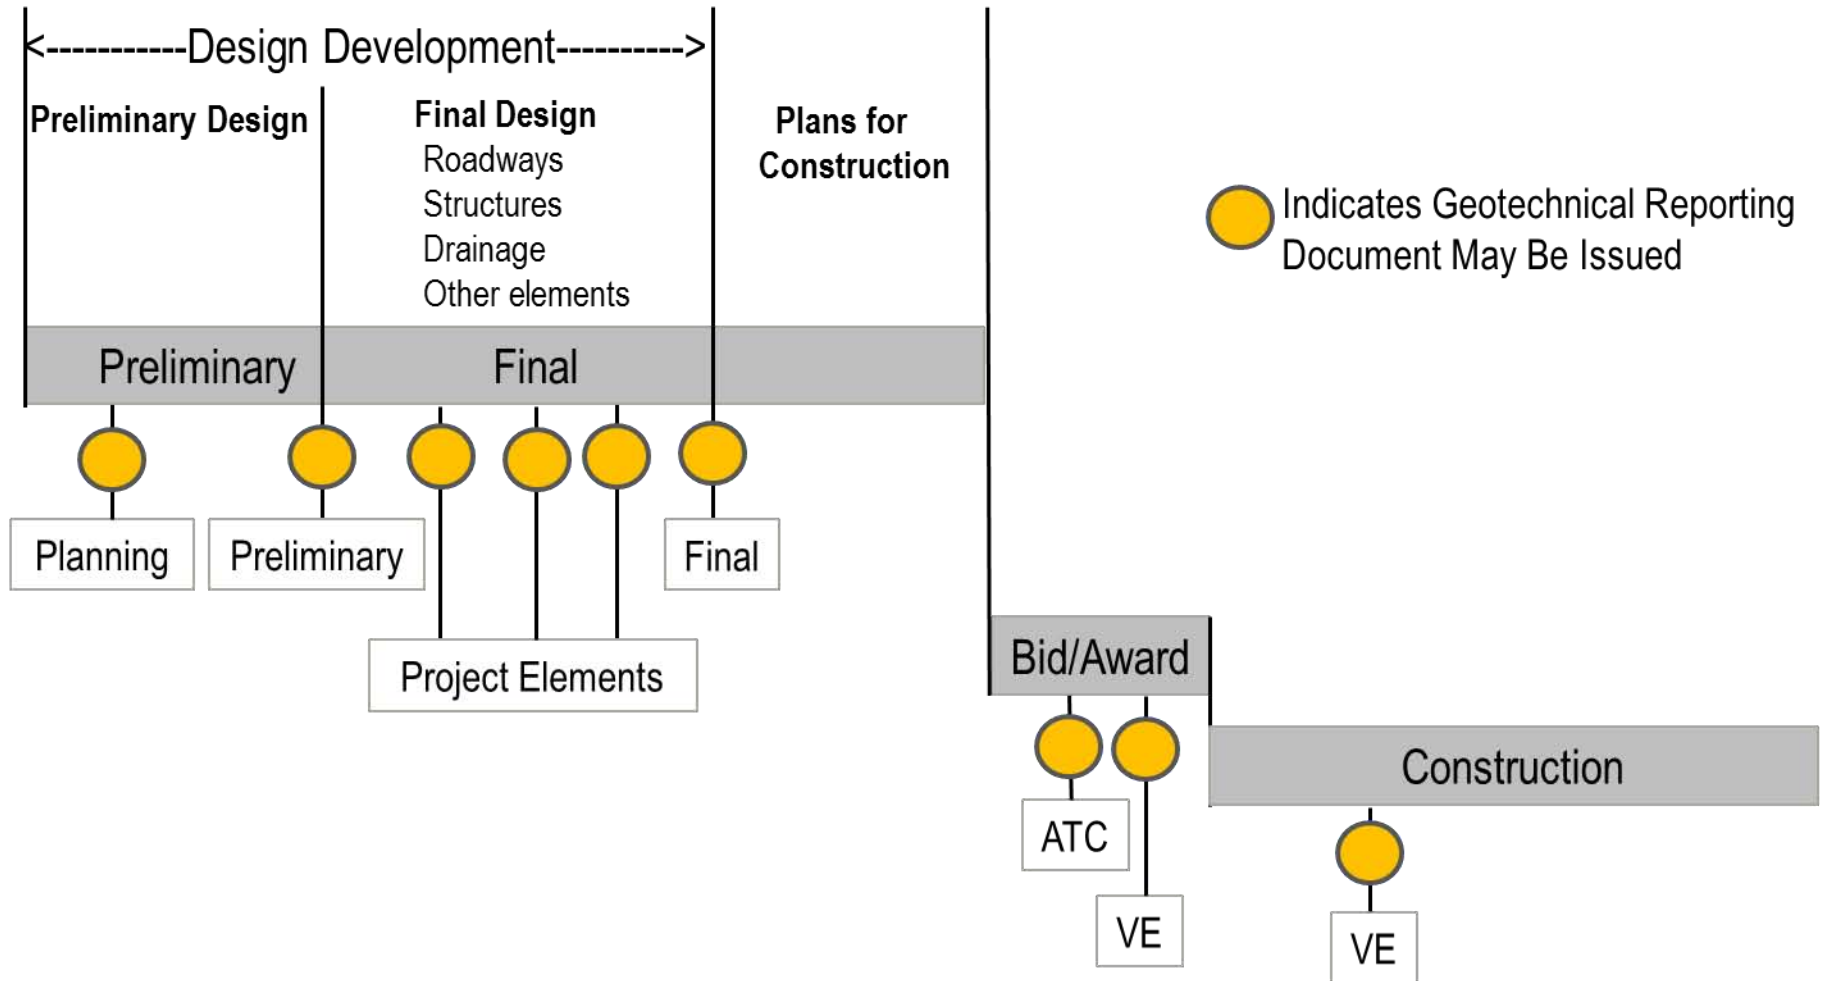 <-----------Design Development---------->
Preliminary Design
Final Design
Roadways
Structures
Drainage
Other elements
Plans for
Construction
Indicates Geotechnical Reporting
Document May Be Issued
Preliminary
Final
Planning
Preliminary
Final
Project Elements
Bid/Award
Construction
ATC
VE
VE